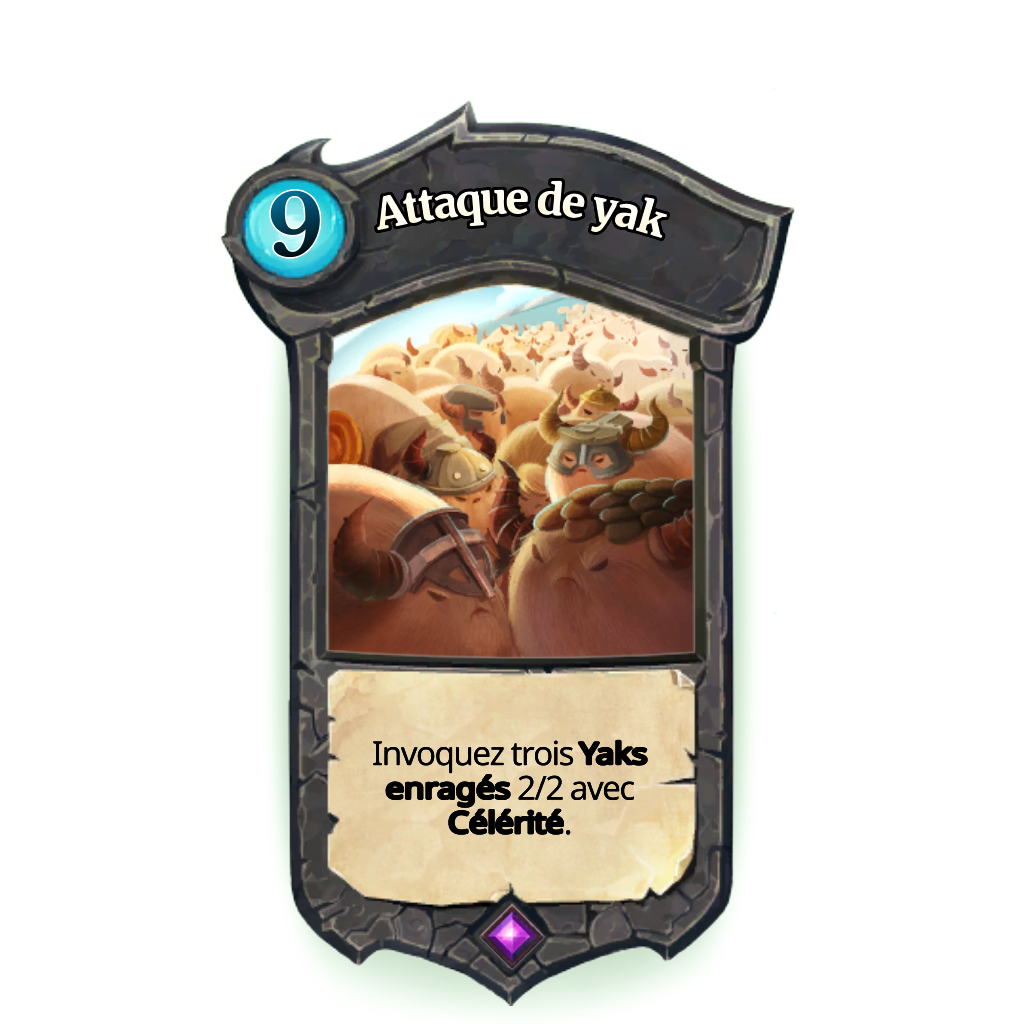 9
Attaque de yak
Invoquez trois Yaks
enragés 2/2 avec
Célérité.